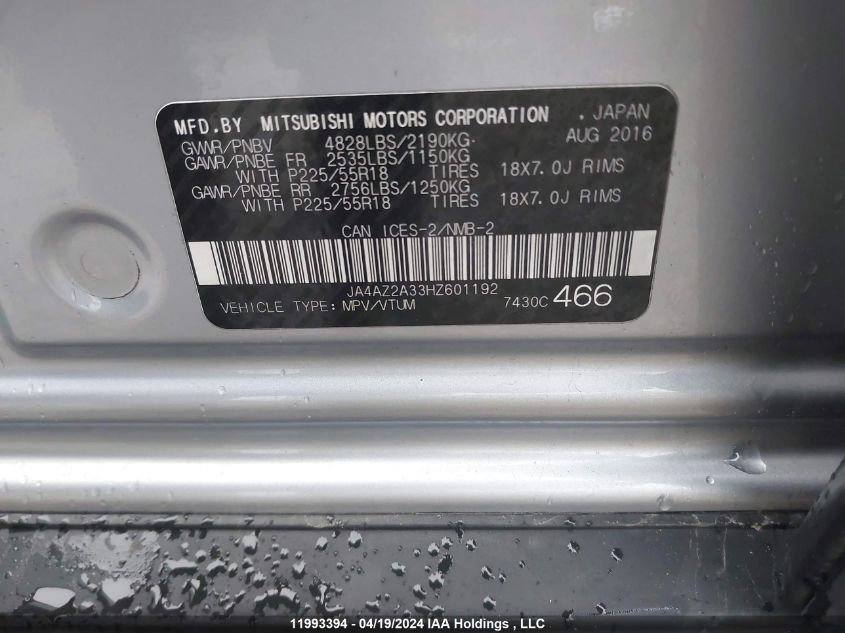 MFD.BY MITSUBISHI MOTORS CORPORATION . JAPAN
GVWR/PNBV 4828LBS/2190KG AUG 2016
GAWR/PNBE FR 2535LBS/1150KG
WITH P225/55R18 TIRES 18X7.0J RIMS
GAWR/PNBE RR 2756LBS/1250KG
WITH P225/55R18 TIRES 18X7.0J RIMS
CAN ICES-2/NMB-2
JA4AZ2A33HZ601192
VEHICLE TYPE: MPV/VTUM 7430C 466
11993394 - 04/19/2024 IAA Holdings , LLC